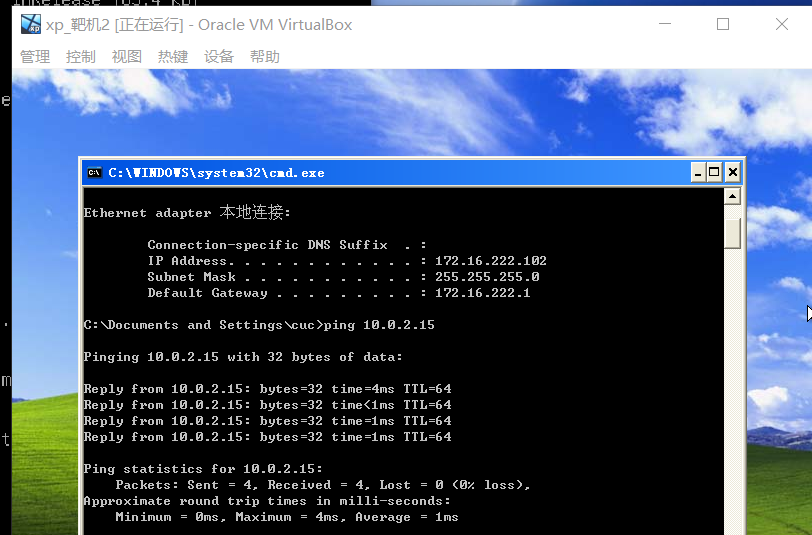 xp_靶机2 [正在运行] - Oracle VM VirtualBox
管理 控制 视图 热键 设备 帮助
C:\WINDOWS\system32\cmd.exe
Ethernet adapter 本地连接:
Connection-specific DNS Suffix  . :
IP Address. . . . . . . . . . . . : 172.16.222.102
Subnet Mask . . . . . . . . . . . : 255.255.255.0
Default Gateway . . . . . . . . . : 172.16.222.1
C:\Documents and Settings\cuc>ping 10.0.2.15
Pinging 10.0.2.15 with 32 bytes of data:
Reply from 10.0.2.15: bytes=32 time=4ms TTL=64
Reply from 10.0.2.15: bytes=32 time<1ms TTL=64
Reply from 10.0.2.15: bytes=32 time=1ms TTL=64
Reply from 10.0.2.15: bytes=32 time=1ms TTL=64
Ping statistics for 10.0.2.15:
Packets: Sent = 4, Received = 4, Lost = 0 (0% loss),
Approximate round trip times in milli-seconds:
Minimum = 0ms, Maximum = 4ms, Average = 1ms